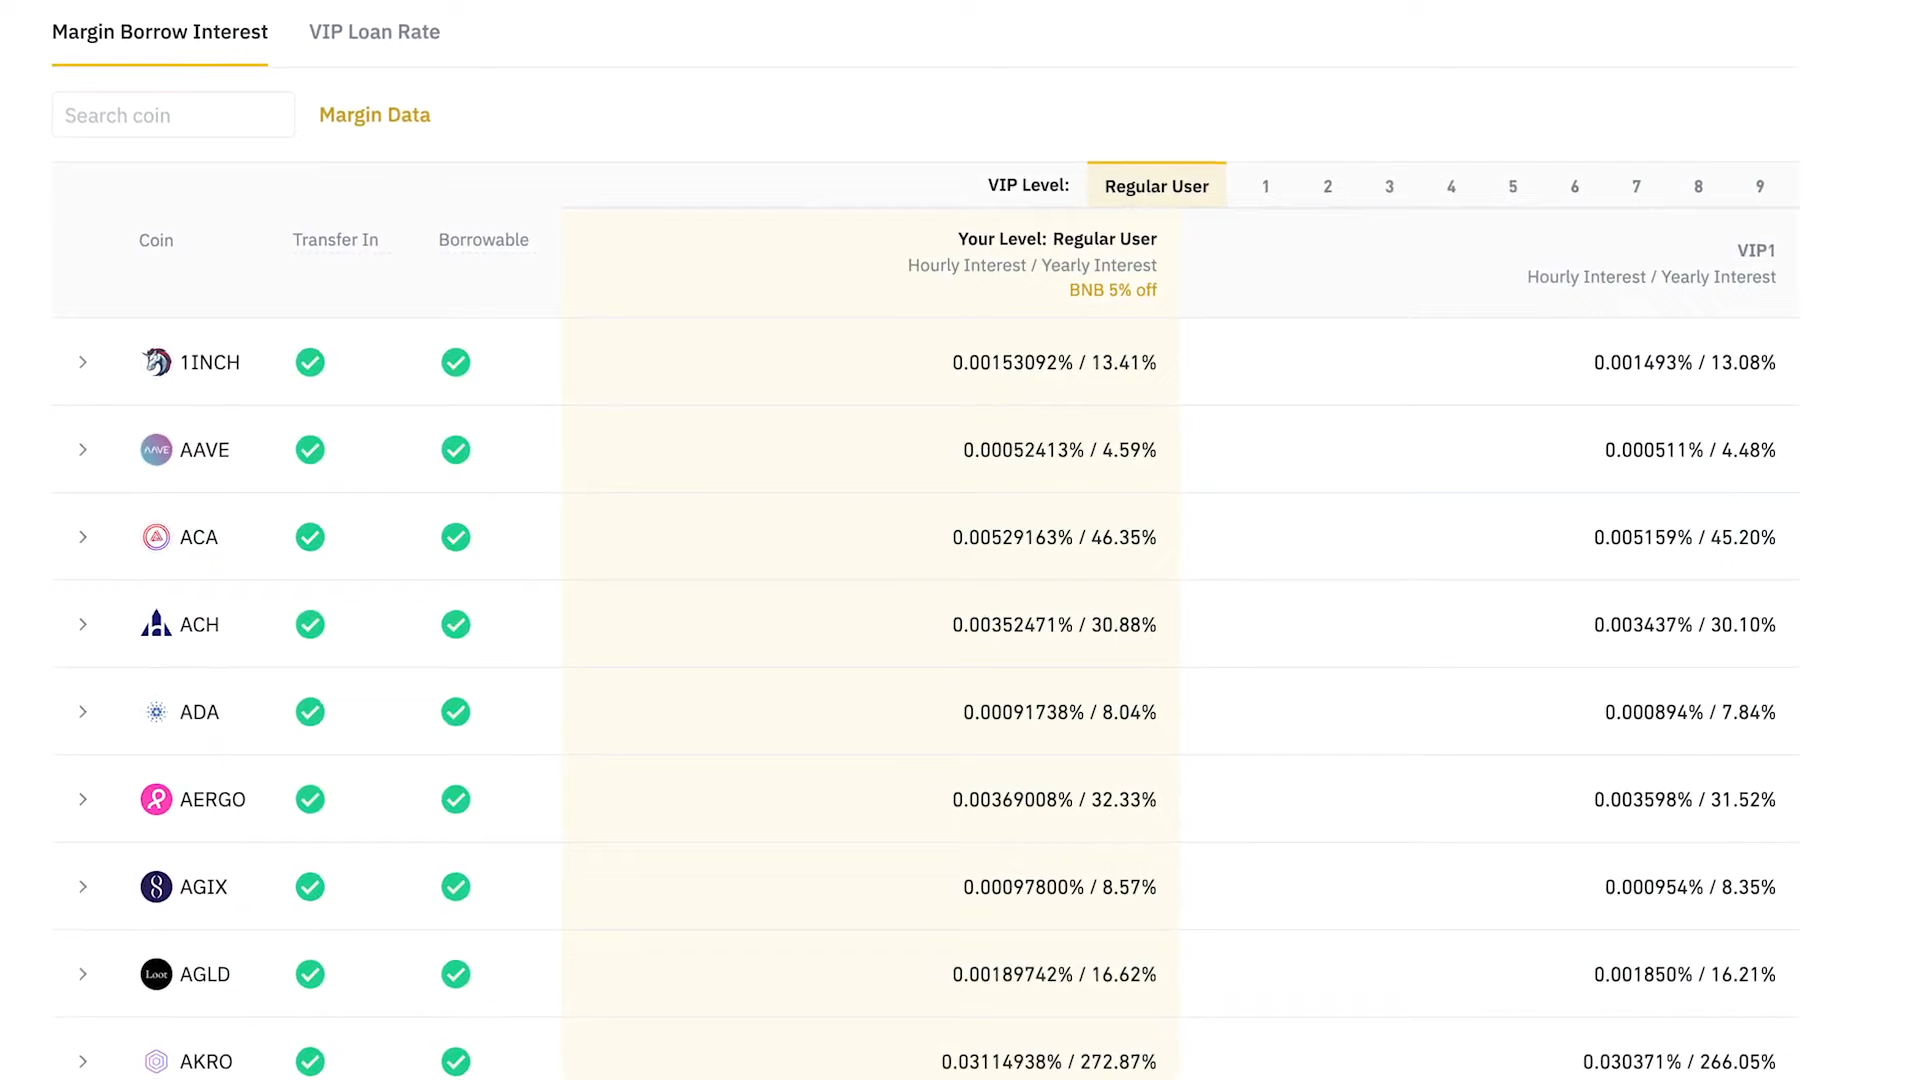 Margin Borrow Interest VIP Loan Rate
Search coin Margin Data
VIP Level: Regular User 1 2 3 4 5 6 7 8 9
Coin Transfer In Borrowable
Your Level: Regular User
Hourly Interest / Yearly Interest
BNB 5% off
VIP1
Hourly Interest / Yearly Interest
1INCH 0.00153092% / 13.41% 0.001493% / 13.08%
AAVE AAVE 0.00052413% / 4.59% 0.000511% / 4.48%
ACA 0.00529163% / 46.35% 0.005159% / 45.20%
ACH 0.00352471% / 30.88% 0.003437% / 30.10%
ADA 0.00091738% / 8.04% 0.000894% / 7.84%
AERGO 0.00369008% / 32.33% 0.003598% / 31.52%
AGIX 0.00097800% / 8.57% 0.000954% / 8.35%
Loot AGLD 0.00189742% / 16.62% 0.001850% / 16.21%
AKRO 0.03114938% / 272.87% 0.030371% / 266.05%